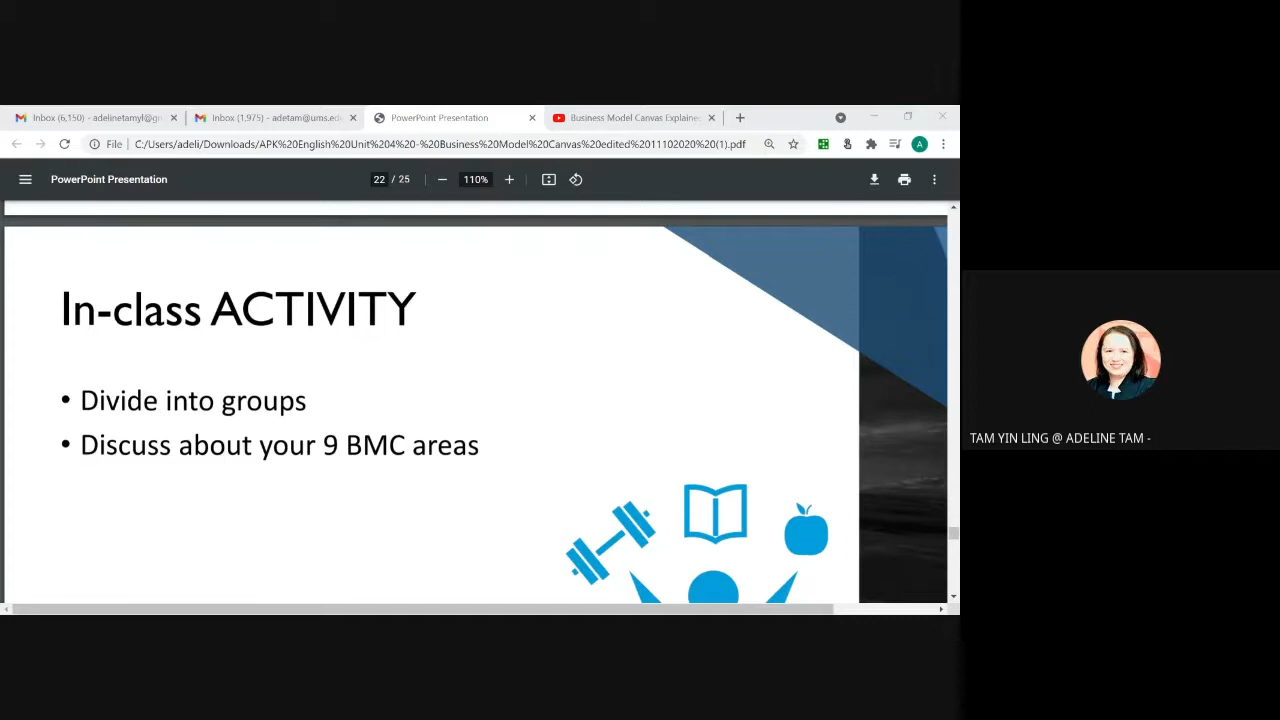 Inbox (6,150) - adelinetamyl@gm
Inbox (1,975) - adetam@ums.ed
PowerPoint Presentation
Business Model Canvas Explaine
File
C:/Users/adeli/Downloads/APK%20English%20Unit%204%20-%20Business%20Model%20Canvas%20edited%2011102020%20(1).pdf
A
PowerPoint Presentation
22 / 25
110%
In-class ACTIVITY
• Divide into groups
• Discuss about your 9 BMC areas
TAM YIN LING @ ADELINE TAM -